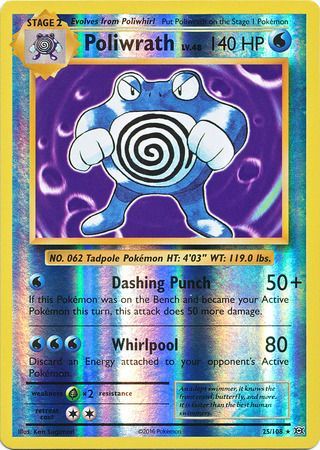 STAGE 2 Evolves from Poliwhirl Put Poliwrath on the Stage 1 Pokémon
Poliwrath LV.48 140 HP
NO. 062 Tadpole Pokémon HT: 4'03" WT: 119.0 lbs.
Dashing Punch 50+
If this Pokémon was on the Bench and became your Active
Pokémon this turn, this attack does 50 more damage.
Whirlpool 80
Discard an Energy attached to your opponent's Active
Pokémon.
weakness ×2 resistance
retreat
cost
An adept swimmer, it knows the
front crawl, butterfly, and more.
It is faster than the best human
swimmers.
Illus. Ken Sugimori
©2016 Pokémon
25/108 ★